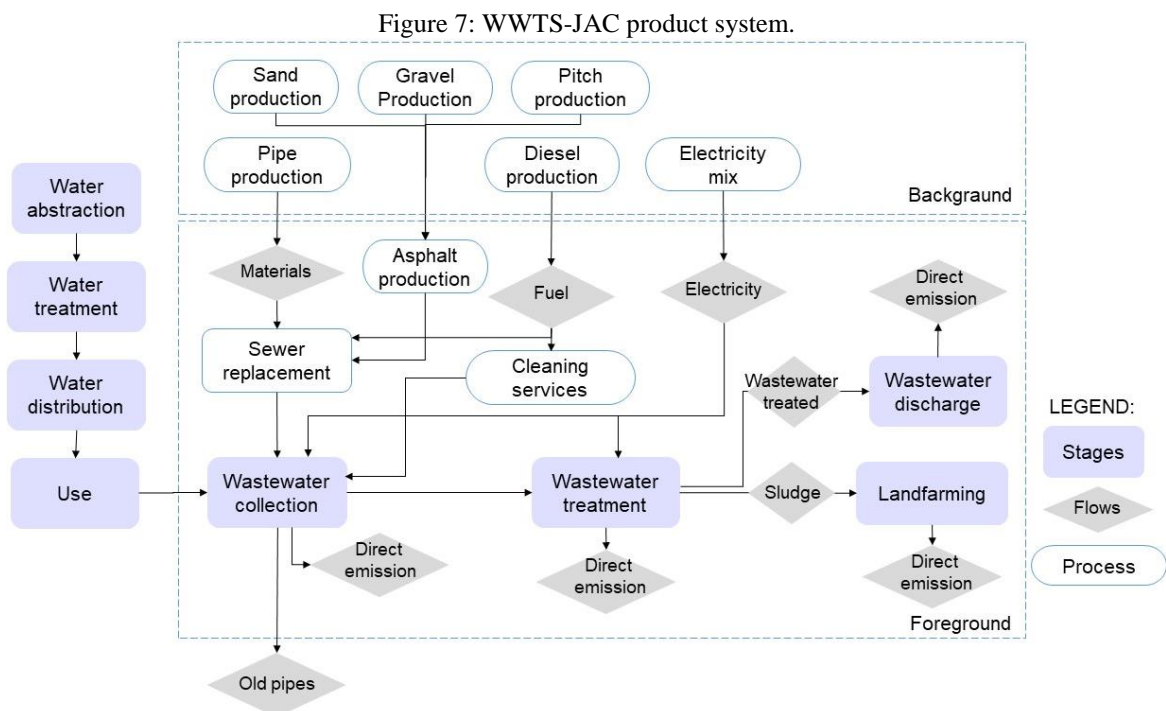 Figure 7: WWTS-JAC product system.
Sand
production
Gravel
Production
Pitch
production
Pipe
production
Diesel
production
Electricity
mix
Background
Water
abstraction
Water
treatment
Water
distribution
Use
Materials
Asphalt
production
Fuel
Electricity
Direct
emission
Sewer
replacement
Cleaning
services
Wastewater
treated
Wastewater
discharge
Wastewater
collection
Wastewater
treatment
Sludge
Landfarming
Direct
emission
Direct
emission
Direct
emission
Foreground
Old pipes
LEGEND:
Stages
Flows
Process